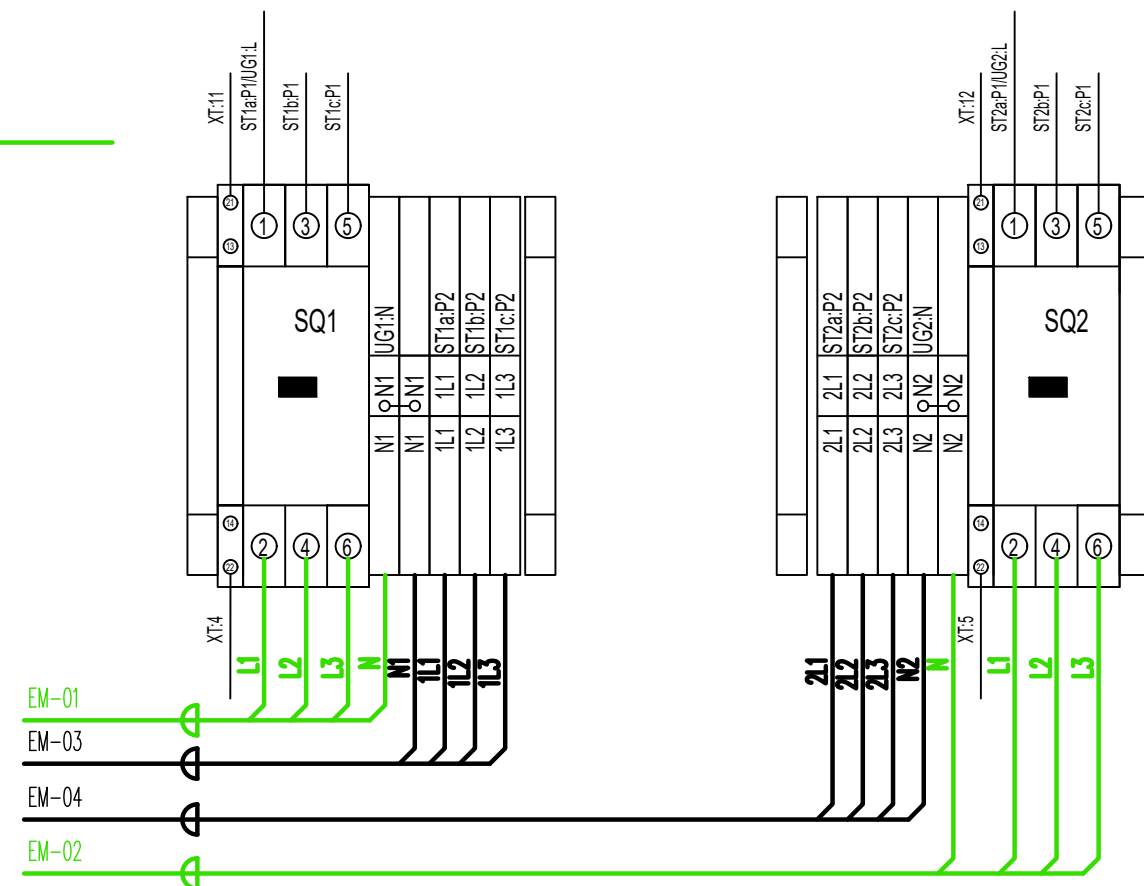 XT:11
ST1a:P1/UG1:L
ST1b:P1
ST1c:P1
XT:12
ST2a:P1/UG2:L
ST2b:P1
ST2c:P1
21
1
3
5
13
21
1
3
5
13
SQ1
UG1:N
ST1a:P2
ST1b:P2
ST1c:P2
ST2a:P2
ST2b:P2
ST2c:P2
UG2:N
SQ2
N1
N1
1L1
1L2
1L3
2L1
2L2
2L3
N2
N2
N1
N1
1L1
1L2
1L3
2L1
2L2
2L3
N2
N2
14
2
4
6
22
14
2
4
6
22
XT:4
L1
L2
L3
N
N1
1L1
1L2
1L3
2L1
2L2
2L3
N2
N
XT:5
L1
L2
L3
EM-01
EM-03
EM-04
EM-02